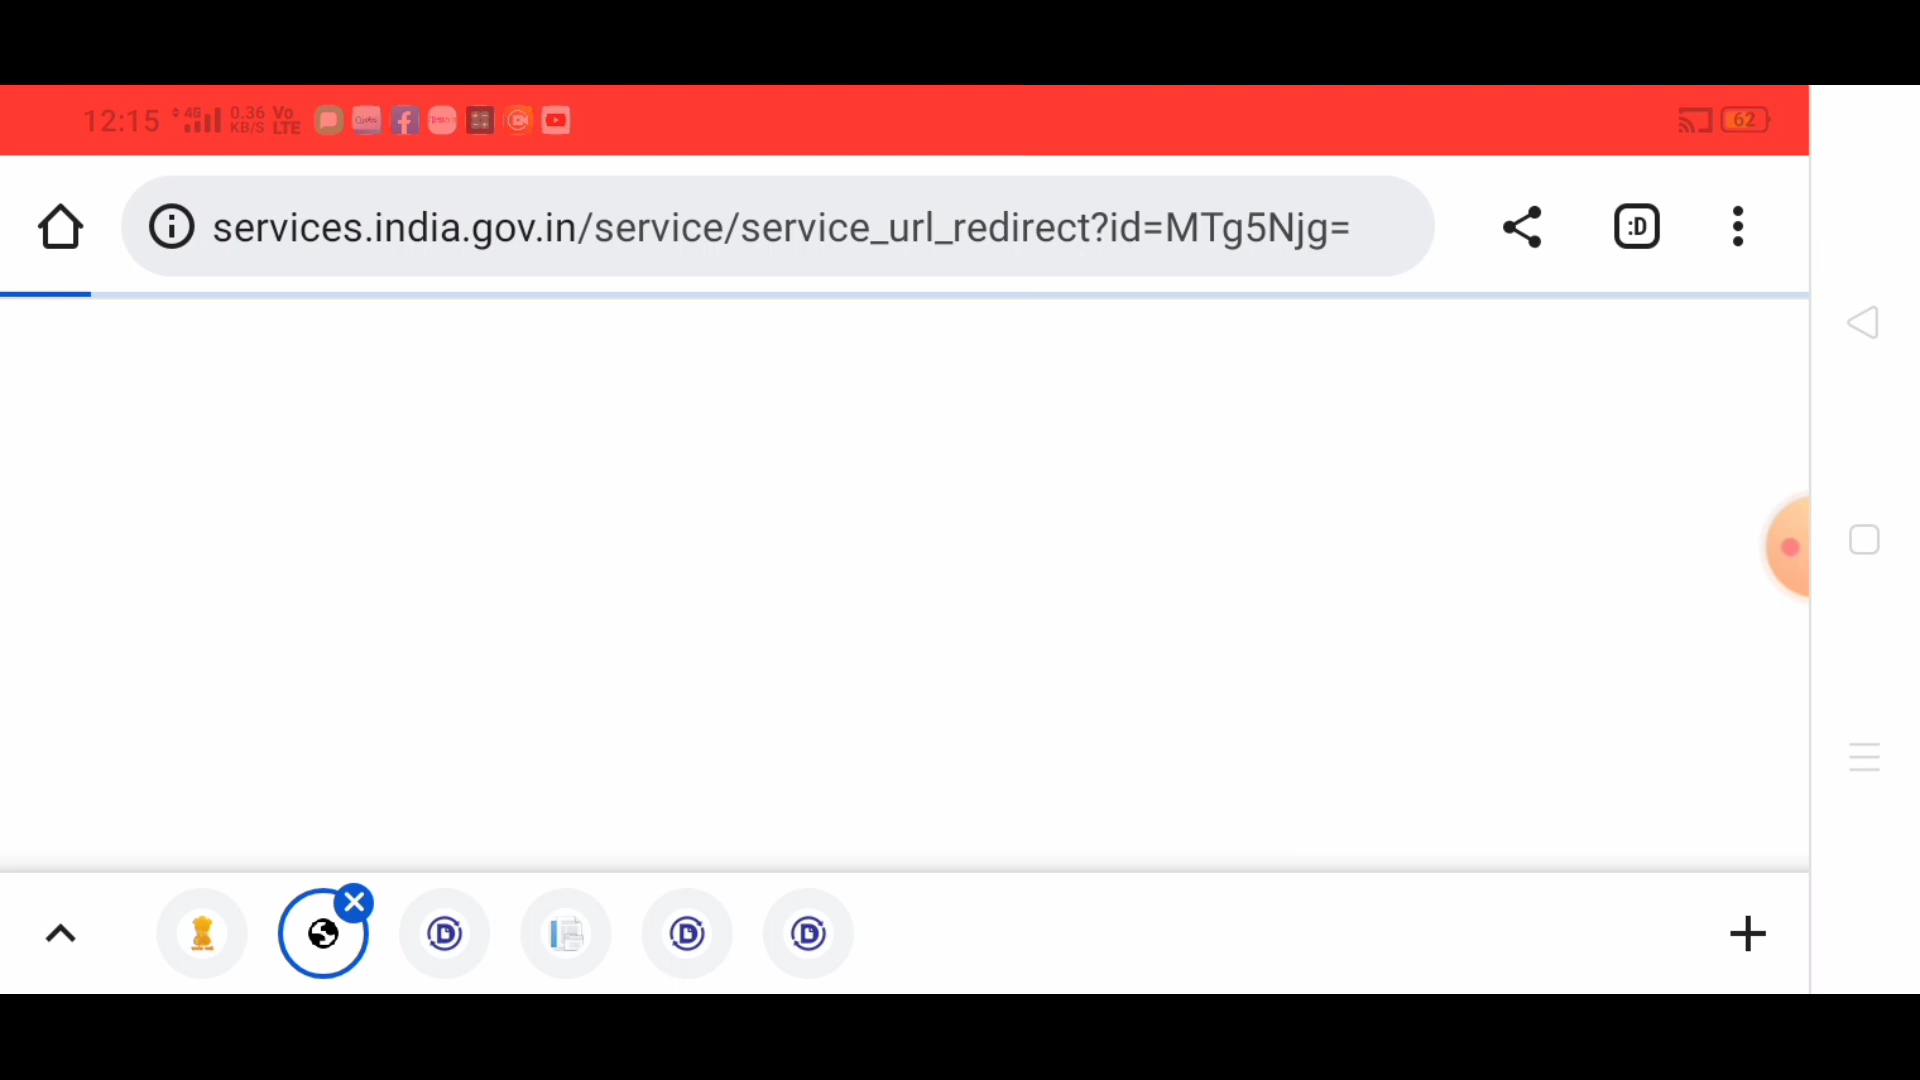 12:15 4G 0.36 KB/S Vo LTE 62
services.india.gov.in/service/service_url_redirect?id=MTg5Njg= :D